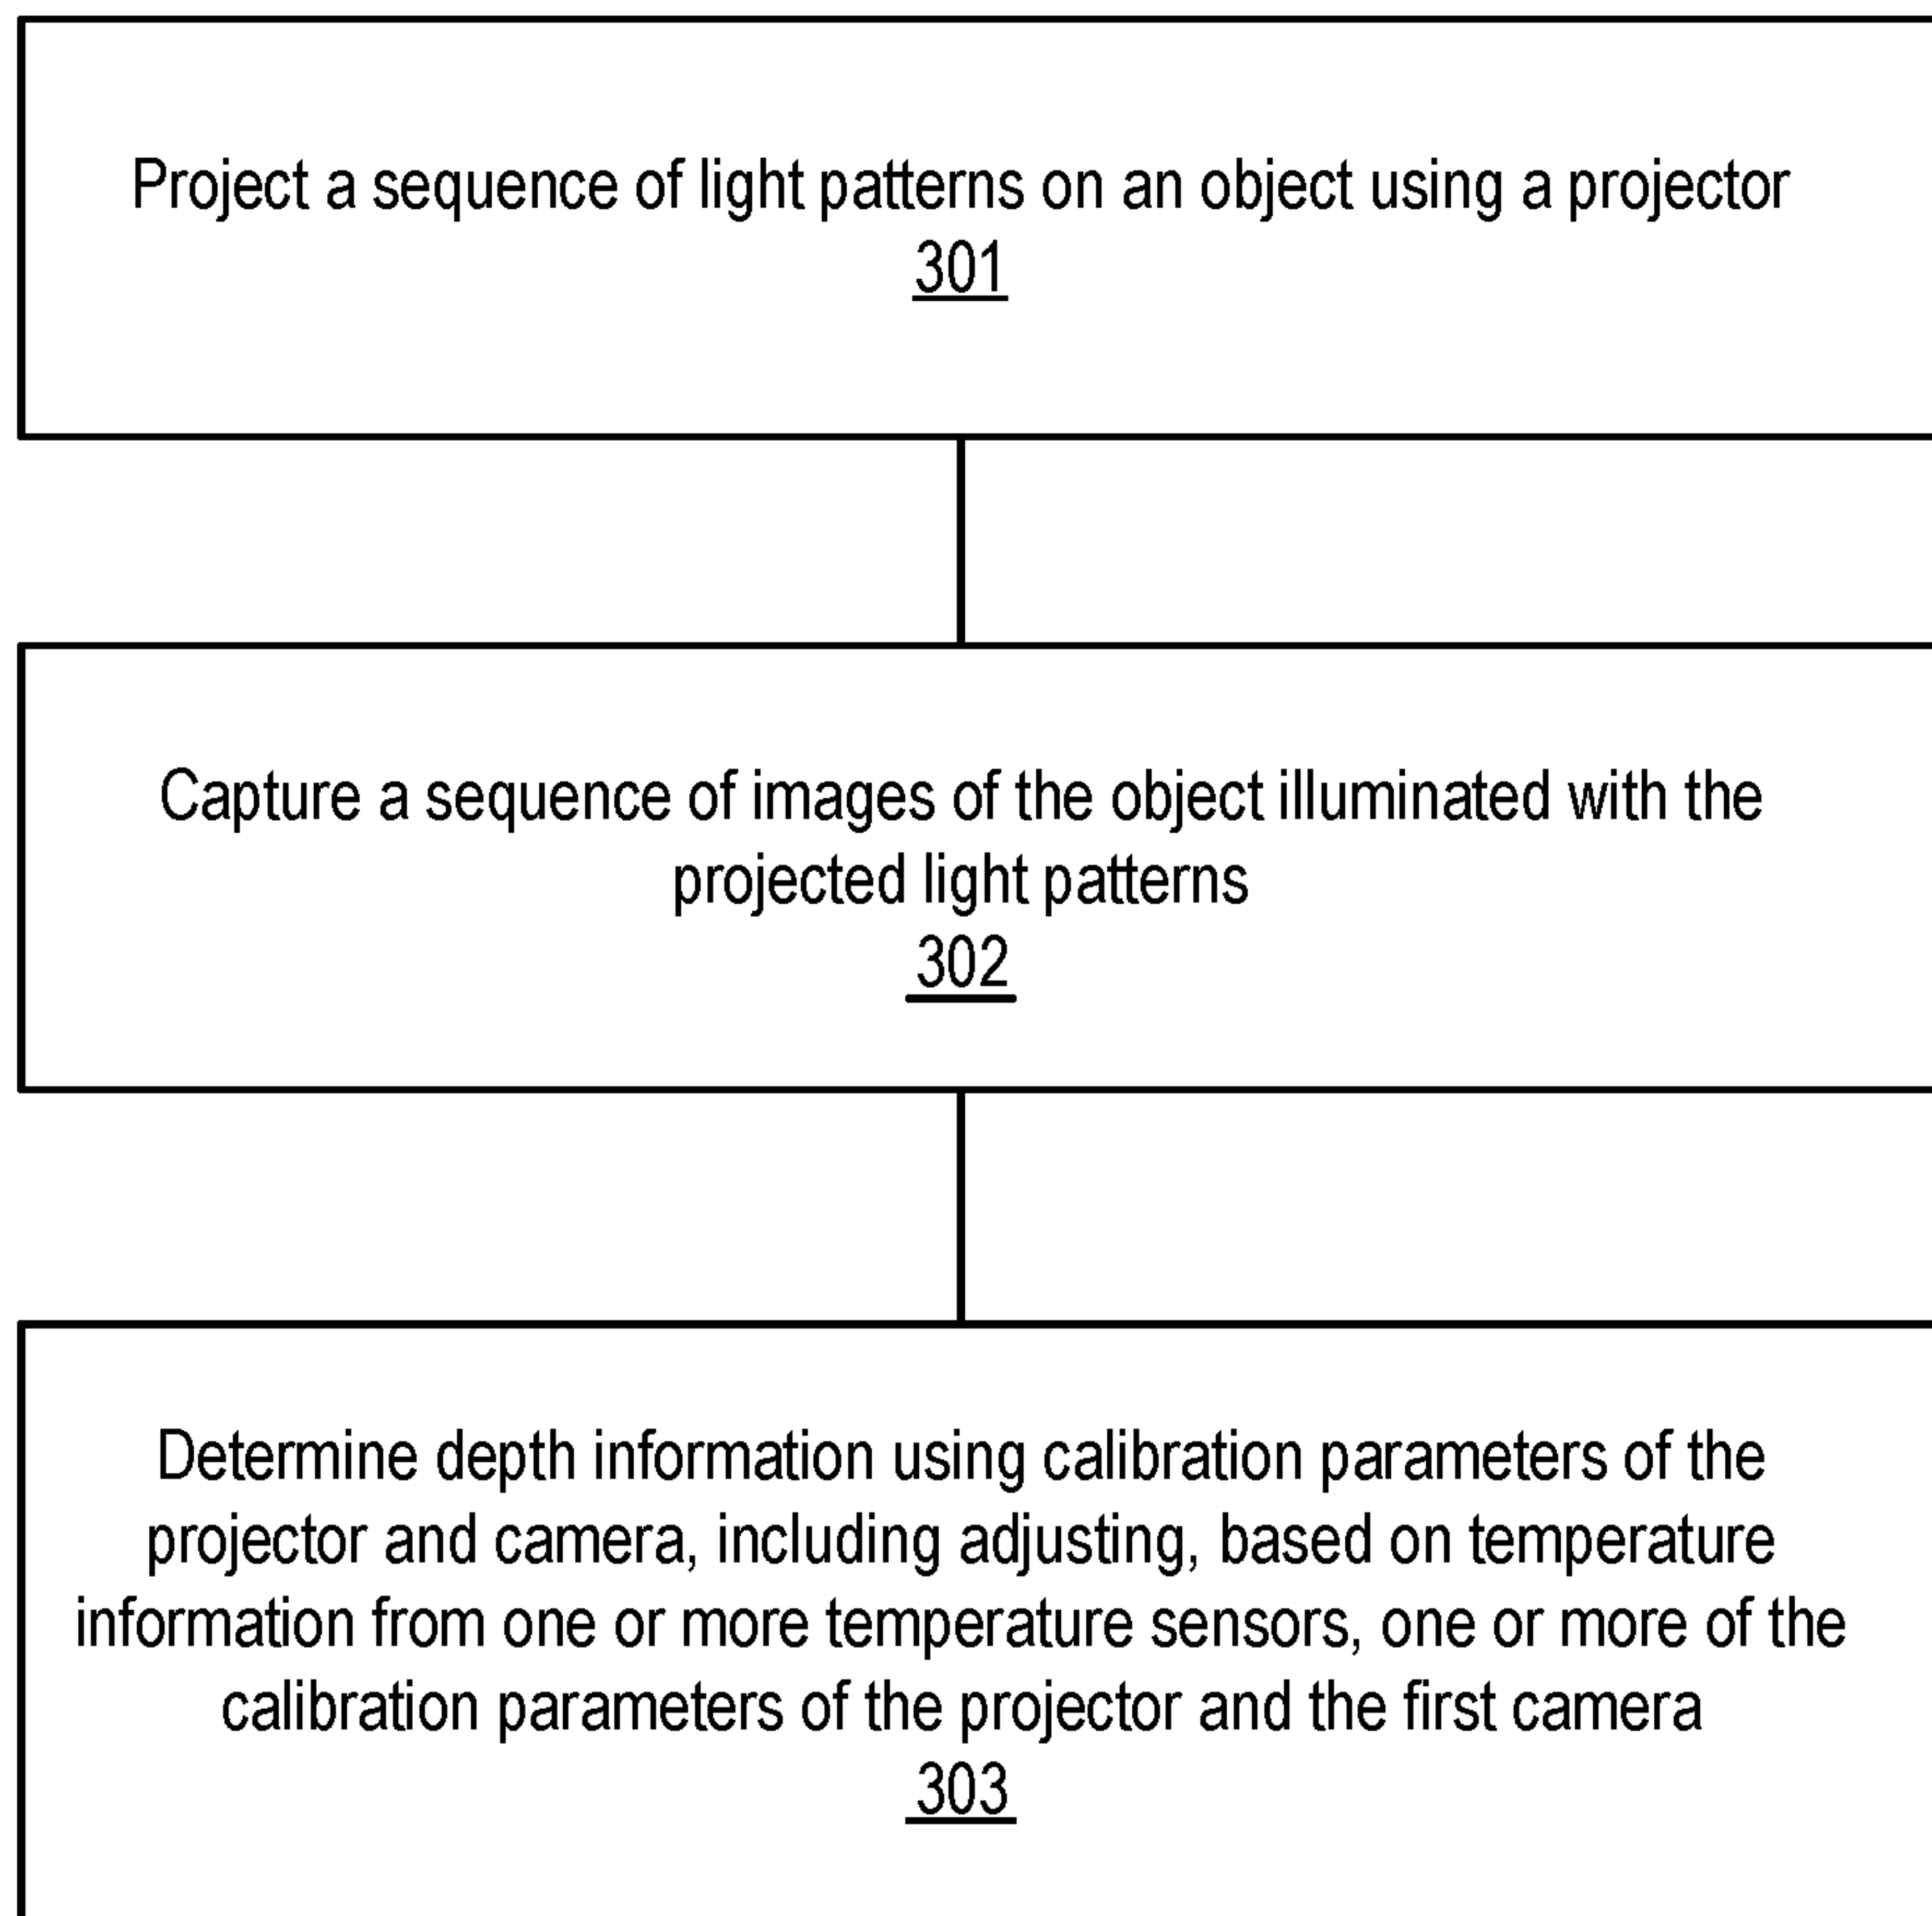 Project a sequence of light patterns on an object using a projector
301
Capture a sequence of images of the object illuminated with the
projected light patterns
302
Determine depth information using calibration parameters of the
projector and camera, including adjusting, based on temperature
information from one or more temperature sensors, one or more of the
calibration parameters of the projector and the first camera
303